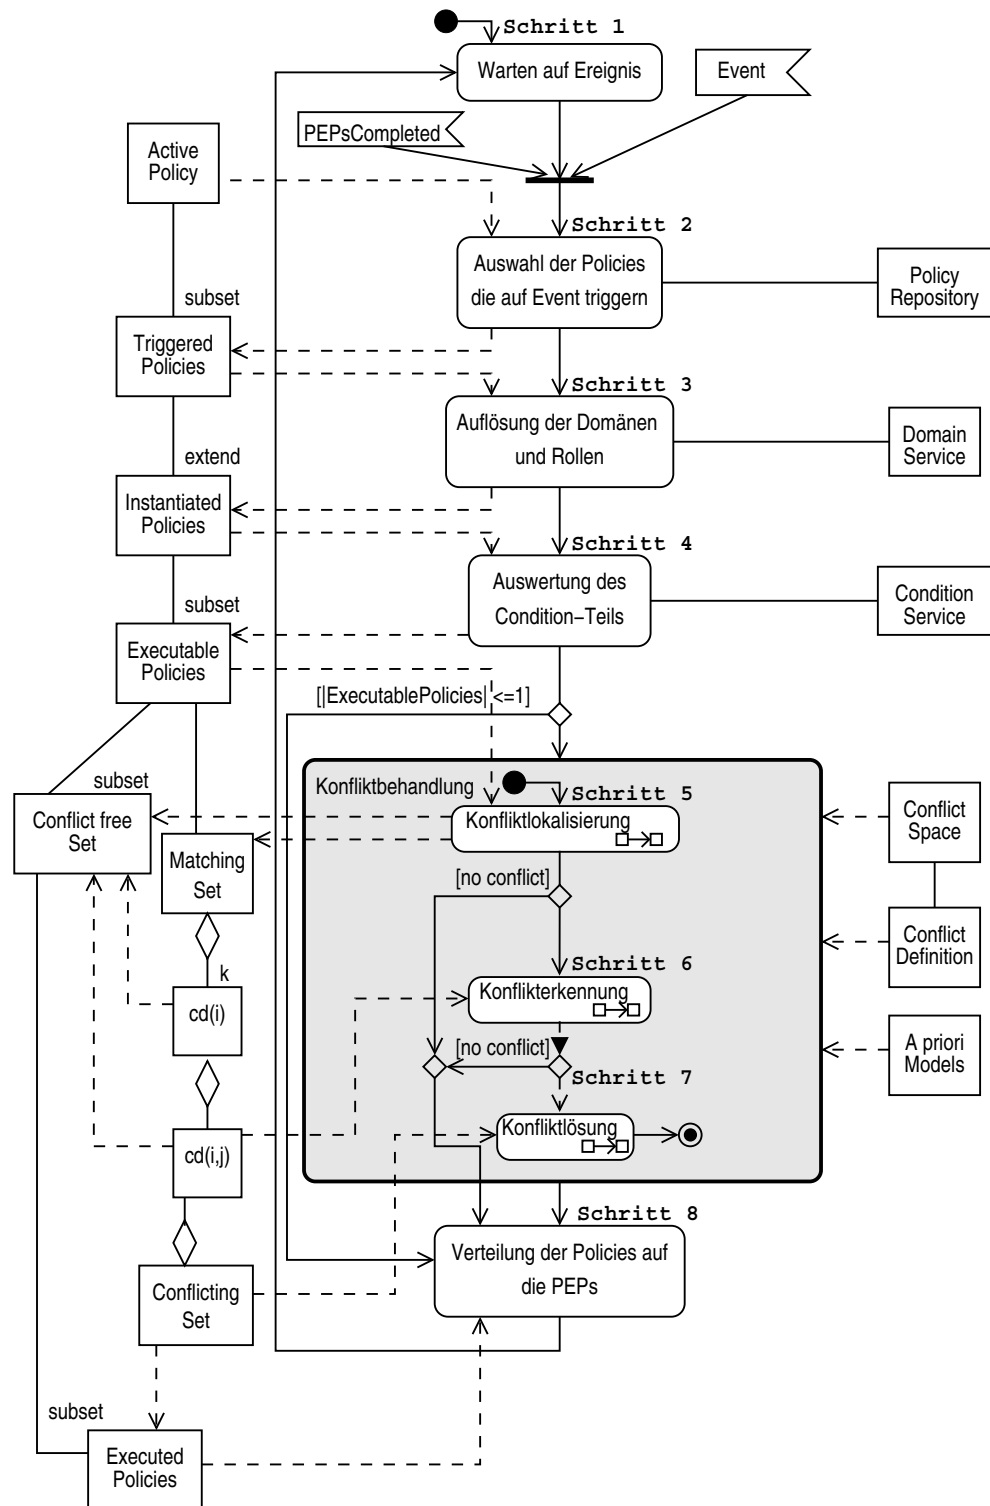 Schritt 1
Warten auf Ereignis
Event
PEPsCompleted
Active
Policy
Schritt 2
Auswahl der Policies
die auf Event triggern
Policy
Repository
subset
Triggered
Policies
Schritt 3
Auflösung der Domänen
und Rollen
Domain
Service
extend
Instantiated
Policies
Schritt 4
Auswertung des
Condition–Teils
Condition
Service
subset
Executable
Policies
[|ExecutablePolicies| <=1]
Konfliktbehandlung
Schritt 5
Konfliktlokalisierung
subset
Conflict free
Set
Matching
Set
Conflict
Space
[no conflict]
Conflict
Definition
Schritt 6
Konflikterkennung
k
cd(i)
[no conflict]
A priori
Models
Schritt 7
Konfliktlösung
cd(i,j)
Schritt 8
Verteilung der Policies auf
die PEPs
Conflicting
Set
subset
Executed
Policies